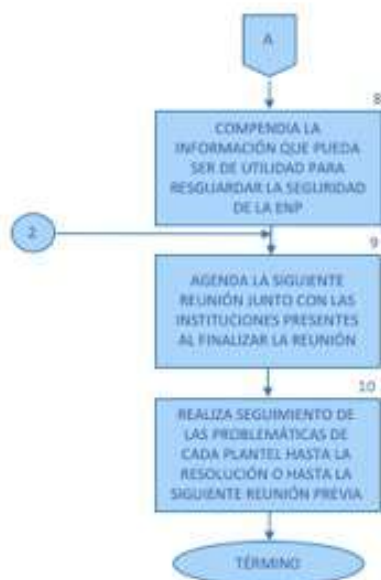 A
8
COMPENDIA LA
INFORMACIÓN QUE PUEDA
SER DE UTILIDAD PARA
RESGUARDAR LA SEGURIDAD
DE LA ENP
2
9
AGENDA LA SIGUIENTE
REUNIÓN JUNTO CON LAS
INSTITUCIONES PRESENTES
AL FINALIZAR LA REUNIÓN
10
REALIZA SEGUIMIENTO DE
LAS PROBLEMÁTICAS DE
CADA PLANTEL HASTA LA
RESOLUCIÓN O HASTA LA
SIGUIENTE REUNIÓN PREVIA
TÉRMINO